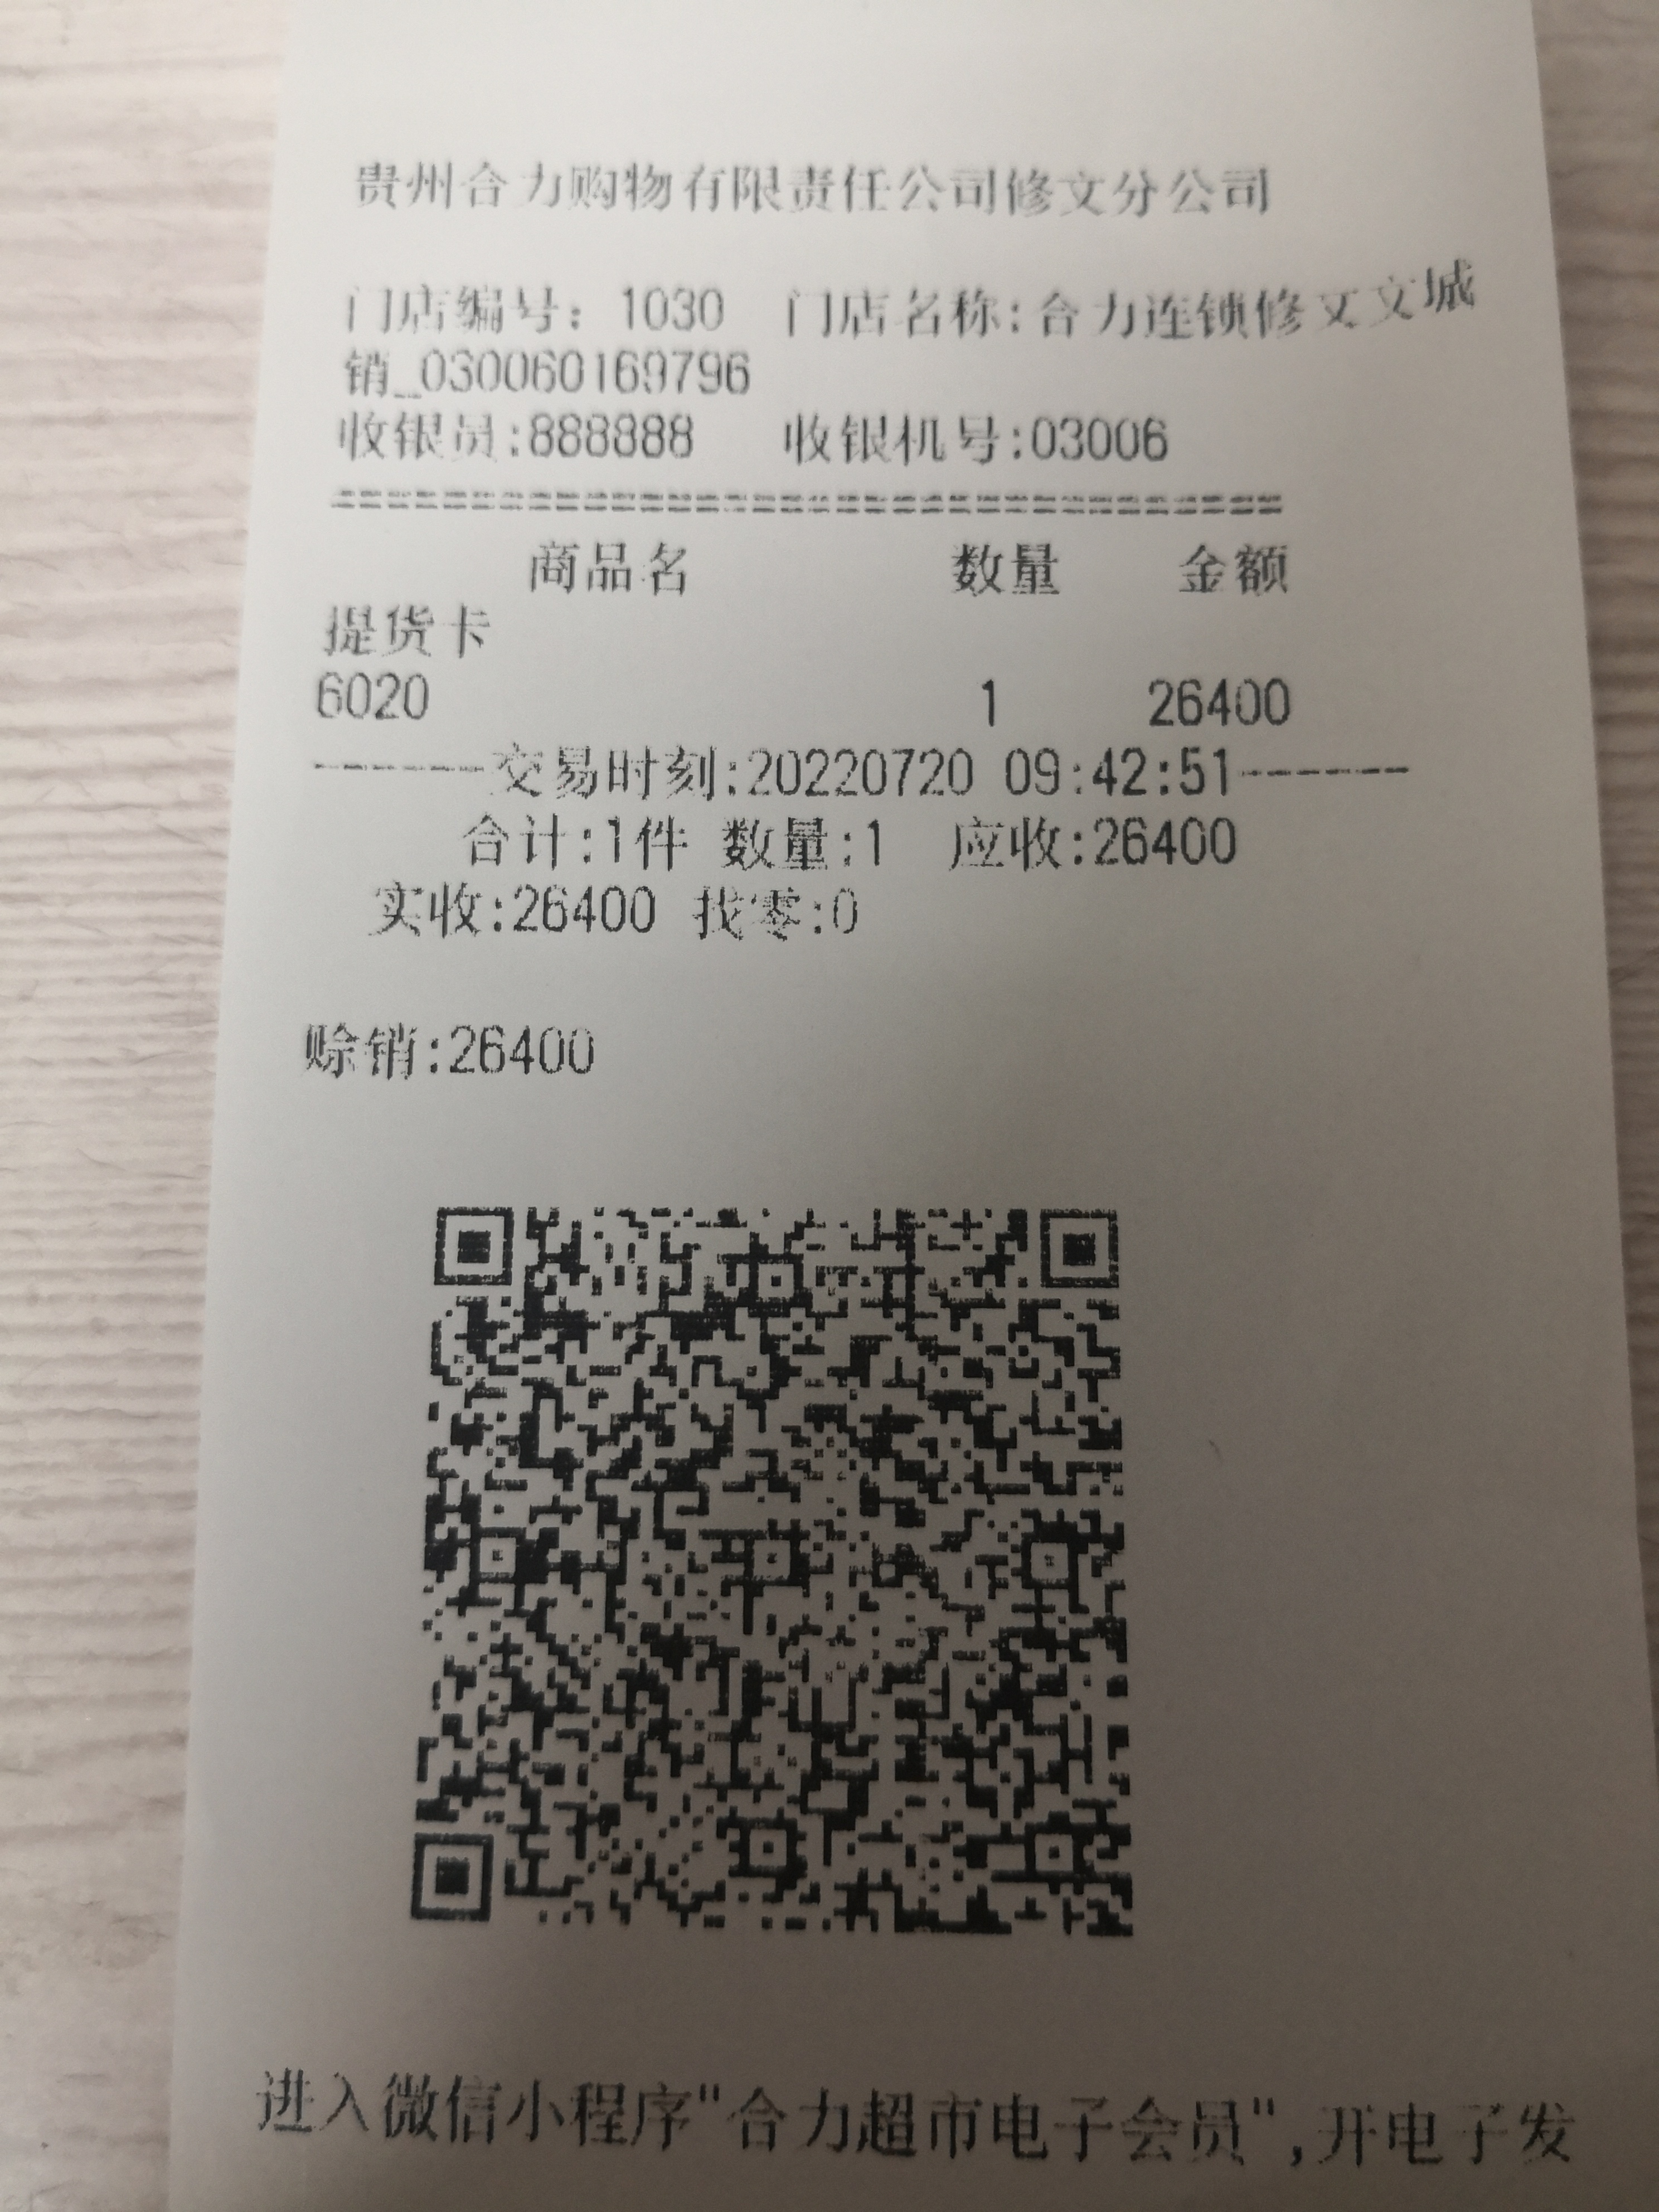 贵州合力购物有限责任公司修文分公司
门店编号：1030 门店名称:合力连锁修文文城
销_030060169796
收银员:888888 收银机号:03006
==================================
商品名 数量 金额
提货卡
6020 1 26400
------交易时刻:20220720 09:42:51------
合计:1件 数量:1 应收:26400
实收:26400 找零:0
赊销:26400
进入微信小程序"合力超市电子会员",开电子发